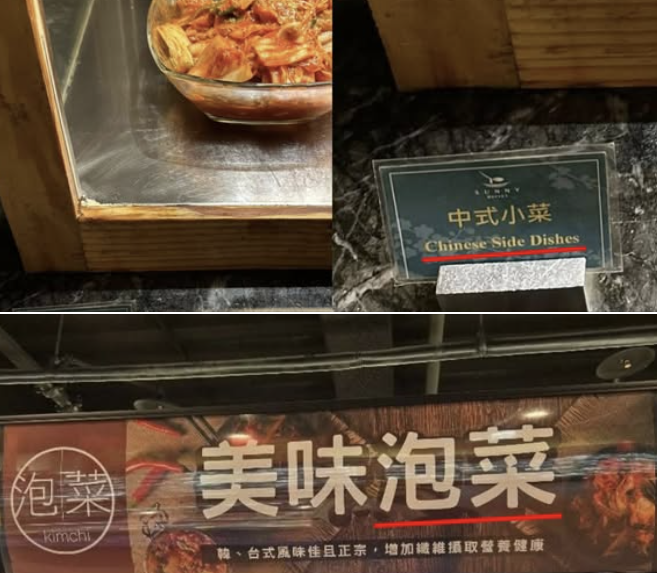 SUNNY
BUFFET
中式小菜
Chinese Side Dishes
泡菜
kimchi
美味泡菜
韓、台式風味佳且正宗，增加纖維攝取營養健康